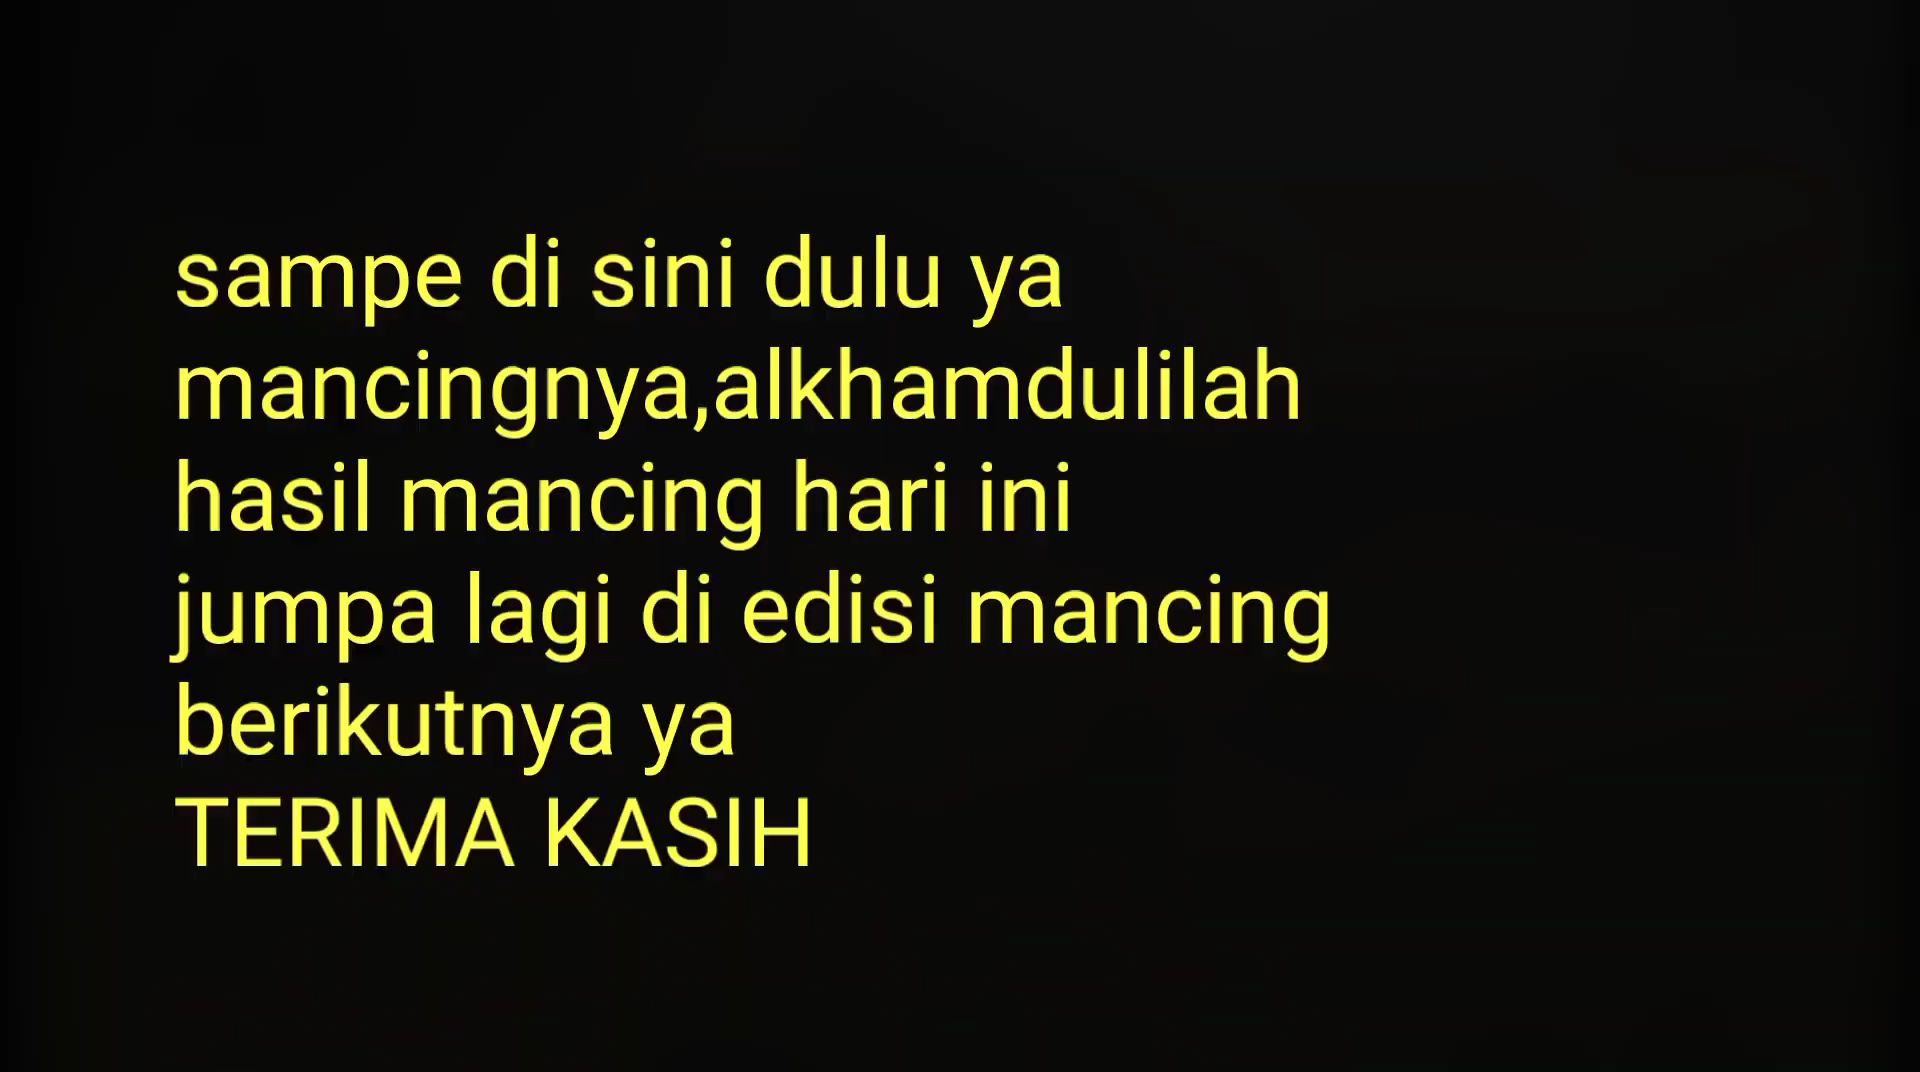 sampe di sini dulu ya
mancingnya,alkhamdulilah
hasil mancing hari ini
jumpa lagi di edisi mancing
berikutnya ya
TERIMA KASIH